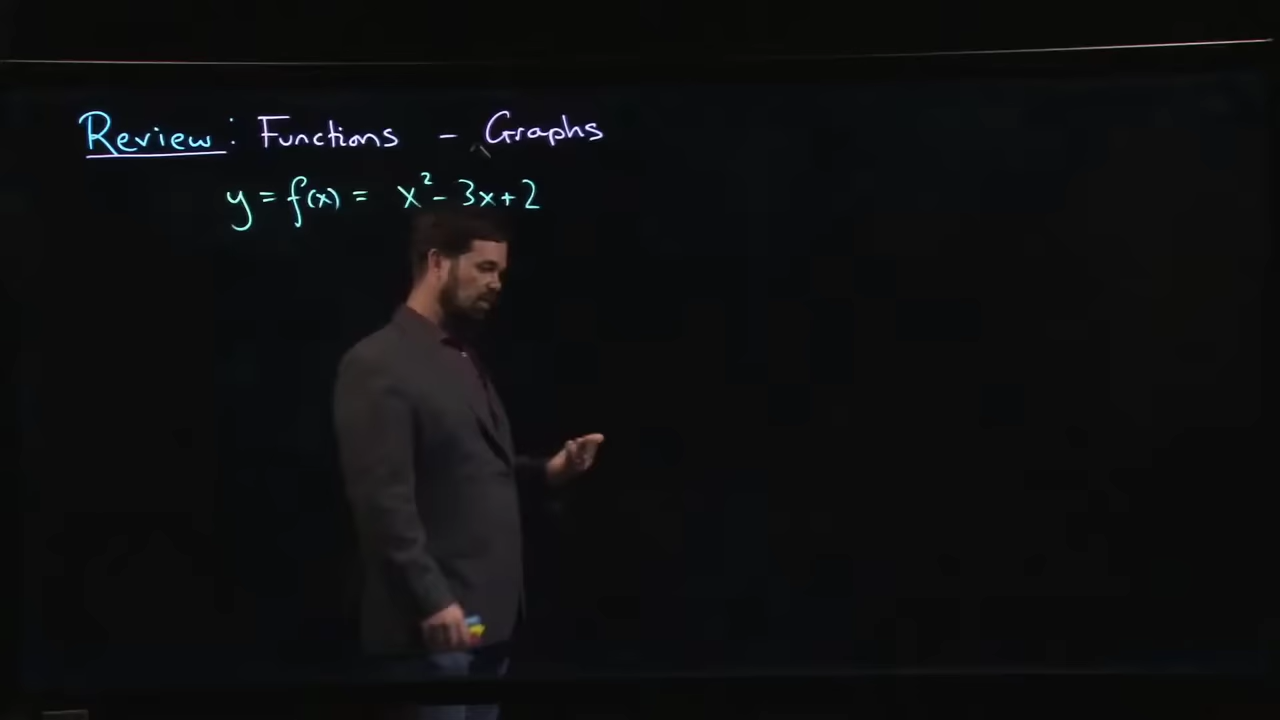 Review: Functions - Graphs
y = f(x) = x² - 3x + 2